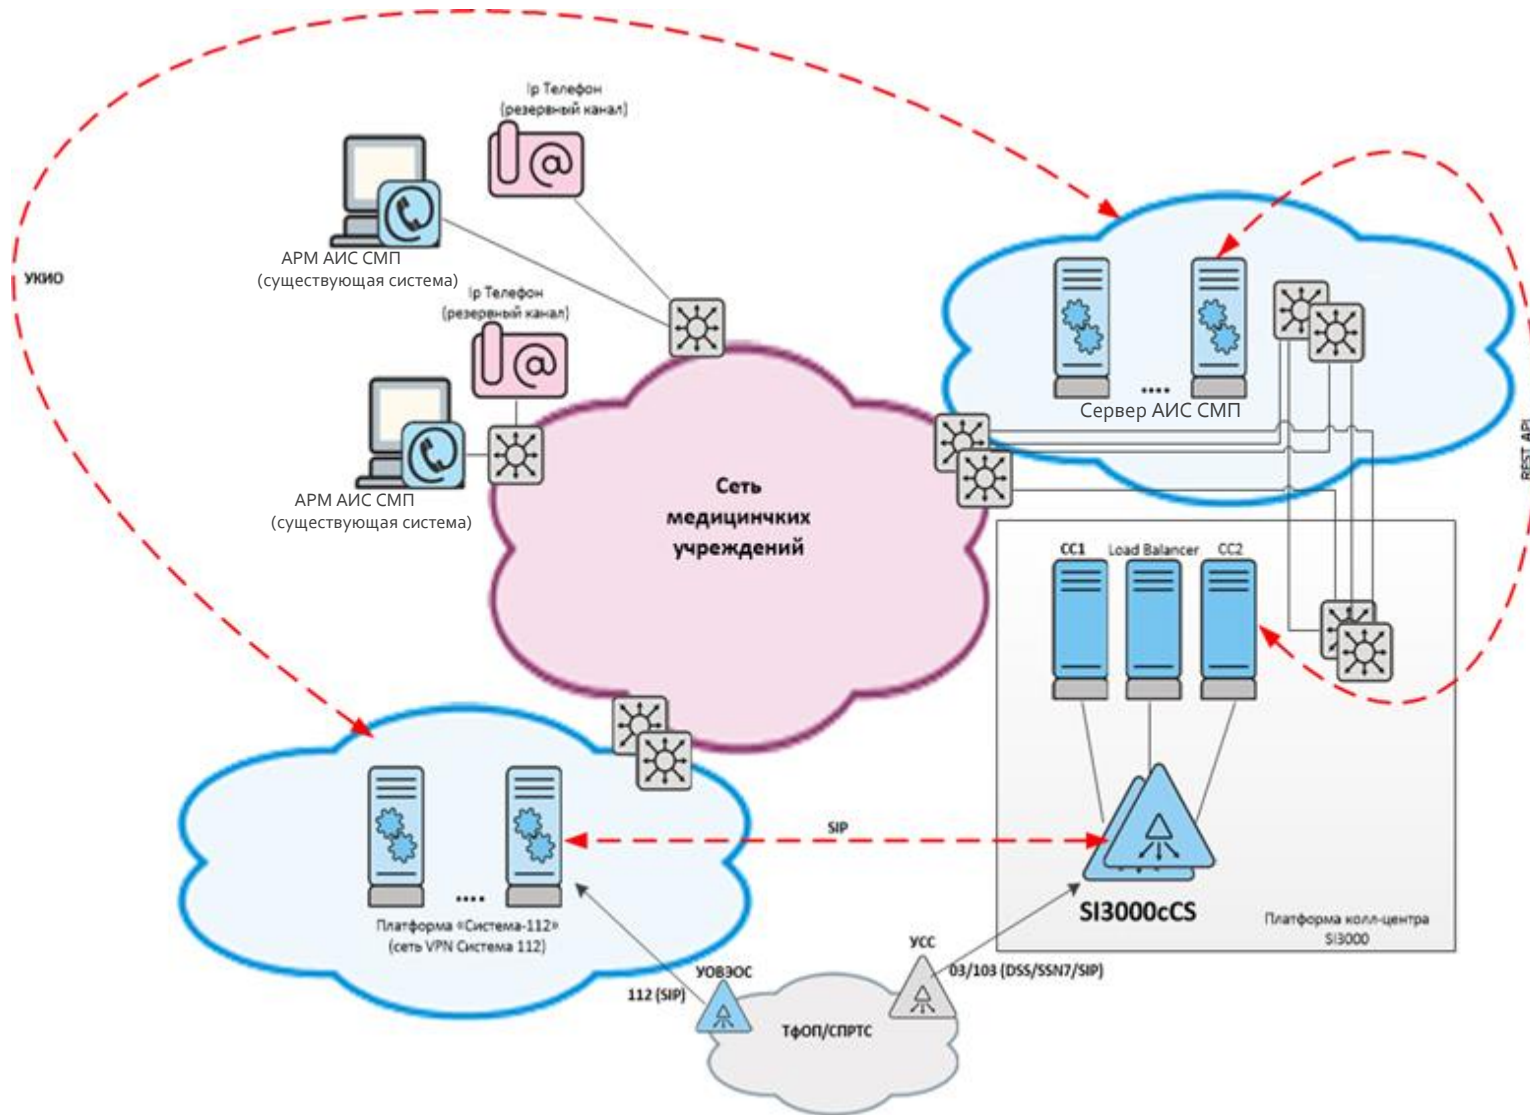 Ip Телефон
(резервный канал)
АРМ АИС СМП
(существующая система)
УКИО
Ip Телефон
(резервный канал)
АРМ АИС СМП
(существующая система)
....
Сервер АИС СМП
REST API
Сеть
медицинчких
учреждений
CC1
Load Balancer
CC2
SI3000cCS
Платформа колл-центра
SI3000
SIP
....
Платформа «Система-112»
(сеть VPN Система 112)
УОВЭОС
112 (SIP)
УСС
03/103 (DSS/SSN7/SIP)
ТфОП/СПРТС